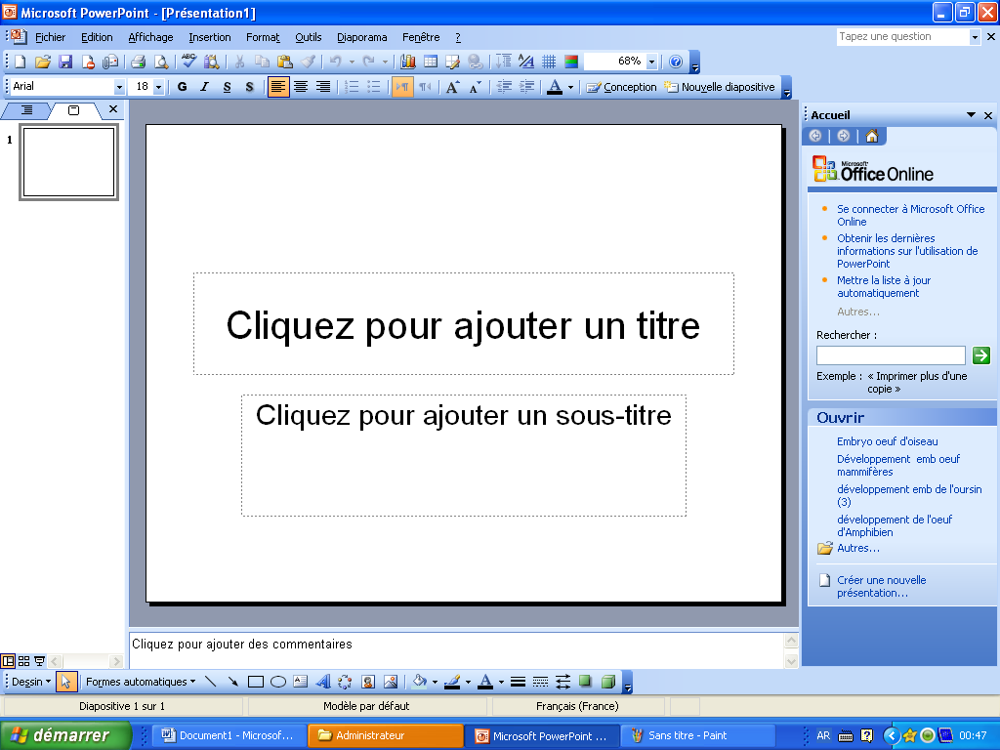 Microsoft PowerPoint - [Présentation1]
Fichier Edition Affichage Insertion Format Outils Diaporama Fenêtre ?
Tapez une question
68%
Arial 18 G I S S Conception Nouvelle diapositive
1
Cliquez pour ajouter un titre
Cliquez pour ajouter un sous-titre
Cliquez pour ajouter des commentaires
Accueil
Microsoft
Office Online
Se connecter à Microsoft Office
Online
Obtenir les dernières
informations sur l'utilisation de
PowerPoint
Mettre la liste à jour
automatiquement
Autres...
Rechercher :
Exemple : « Imprimer plus d'une
copie »
Ouvrir
Embryo oeuf d'oiseau
Développement emb oeuf
mammifères
développement emb de l'oursin
(3)
développement de l'oeuf
d'Amphibien
Autres...
Créer une nouvelle
présentation...
Dessin Formes automatiques
Diapositive 1 sur 1 Modèle par défaut Français (France)
démarrer Document1 - Microsof... Administrateur Microsoft PowerPoint ... Sans titre - Paint AR 00:47